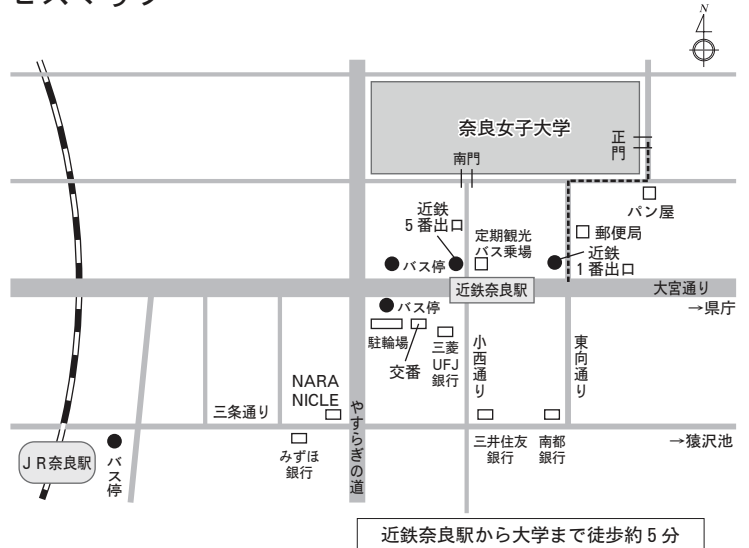 N
奈良女子大学
正門
南門
パン屋
近鉄
5番出口
定期観光
バス乗場
郵便局
近鉄
1番出口
バス停
近鉄奈良駅
大宮通り
→県庁
バス停
駐輪場
交番
三菱
UFJ
銀行
小西通り
東向通り
NARA
NICLE
三条通り
やすらぎの道
みずほ
銀行
三井住友
銀行
南都
銀行
→猿沢池
JR奈良駅
バス停
近鉄奈良駅から大学まで徒歩約5分